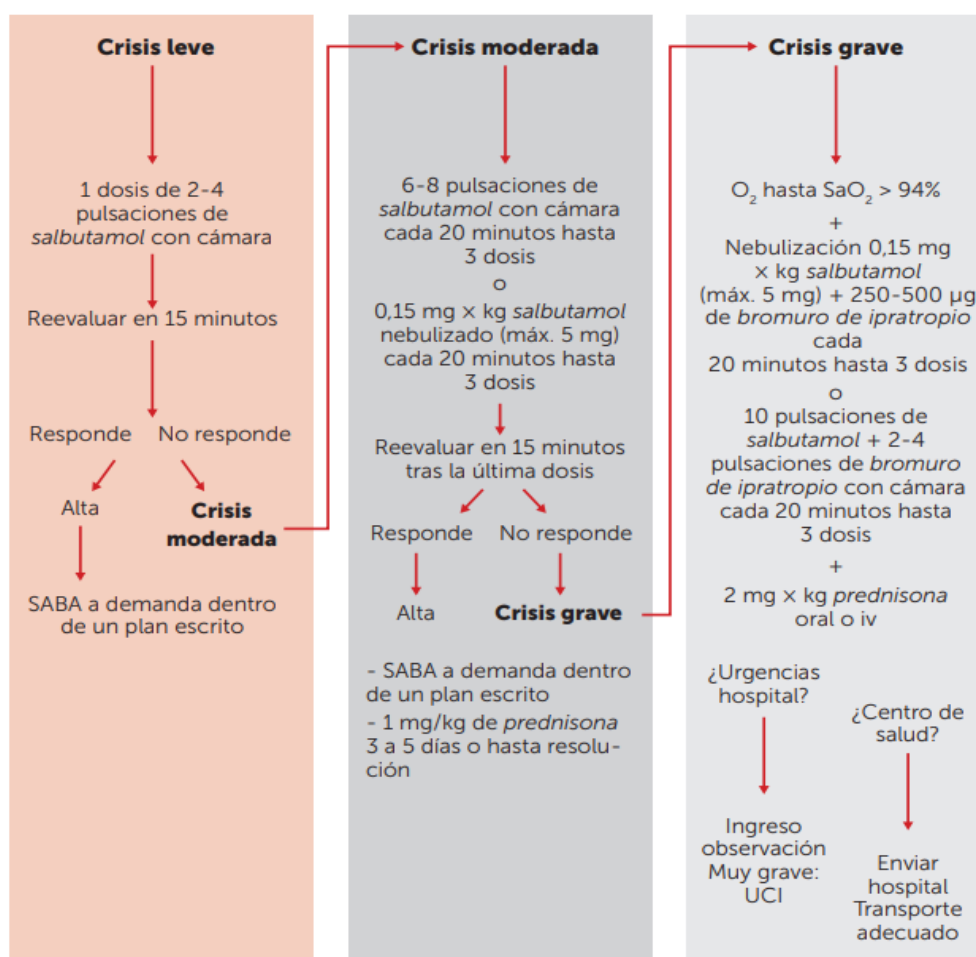 Crisis leve
1 dosis de 2-4
pulsaciones de
salbutamol con cámara
Reevaluar en 15 minutos
Responde
No responde
Alta
Crisis
moderada
SABA a demanda dentro
de un plan escrito
Crisis moderada
6-8 pulsaciones de
salbutamol con cámara
cada 20 minutos hasta
3 dosis
o
0,15 mg × kg salbutamol
nebulizado (máx. 5 mg)
cada 20 minutos hasta
3 dosis
Reevaluar en 15 minutos
tras la última dosis
Responde
No responde
Alta
Crisis grave
- SABA a demanda dentro
de un plan escrito
- 1 mg/kg de prednisona
3 a 5 días o hasta resolu-
ción
Crisis grave
O₂ hasta SaO₂ > 94%
+
Nebulización 0,15 mg
× kg salbutamol
(máx. 5 mg) + 250-500 µg
de bromuro de ipratropio
cada
20 minutos hasta 3 dosis
o
10 pulsaciones de
salbutamol + 2-4
pulsaciones de bromuro
de ipratropio con cámara
cada 20 minutos hasta
3 dosis
+
2 mg × kg prednisona
oral o iv
¿Urgencias
hospital?
Ingreso
observación
Muy grave:
UCI
¿Centro de
salud?
Enviar
hospital
Transporte
adecuado